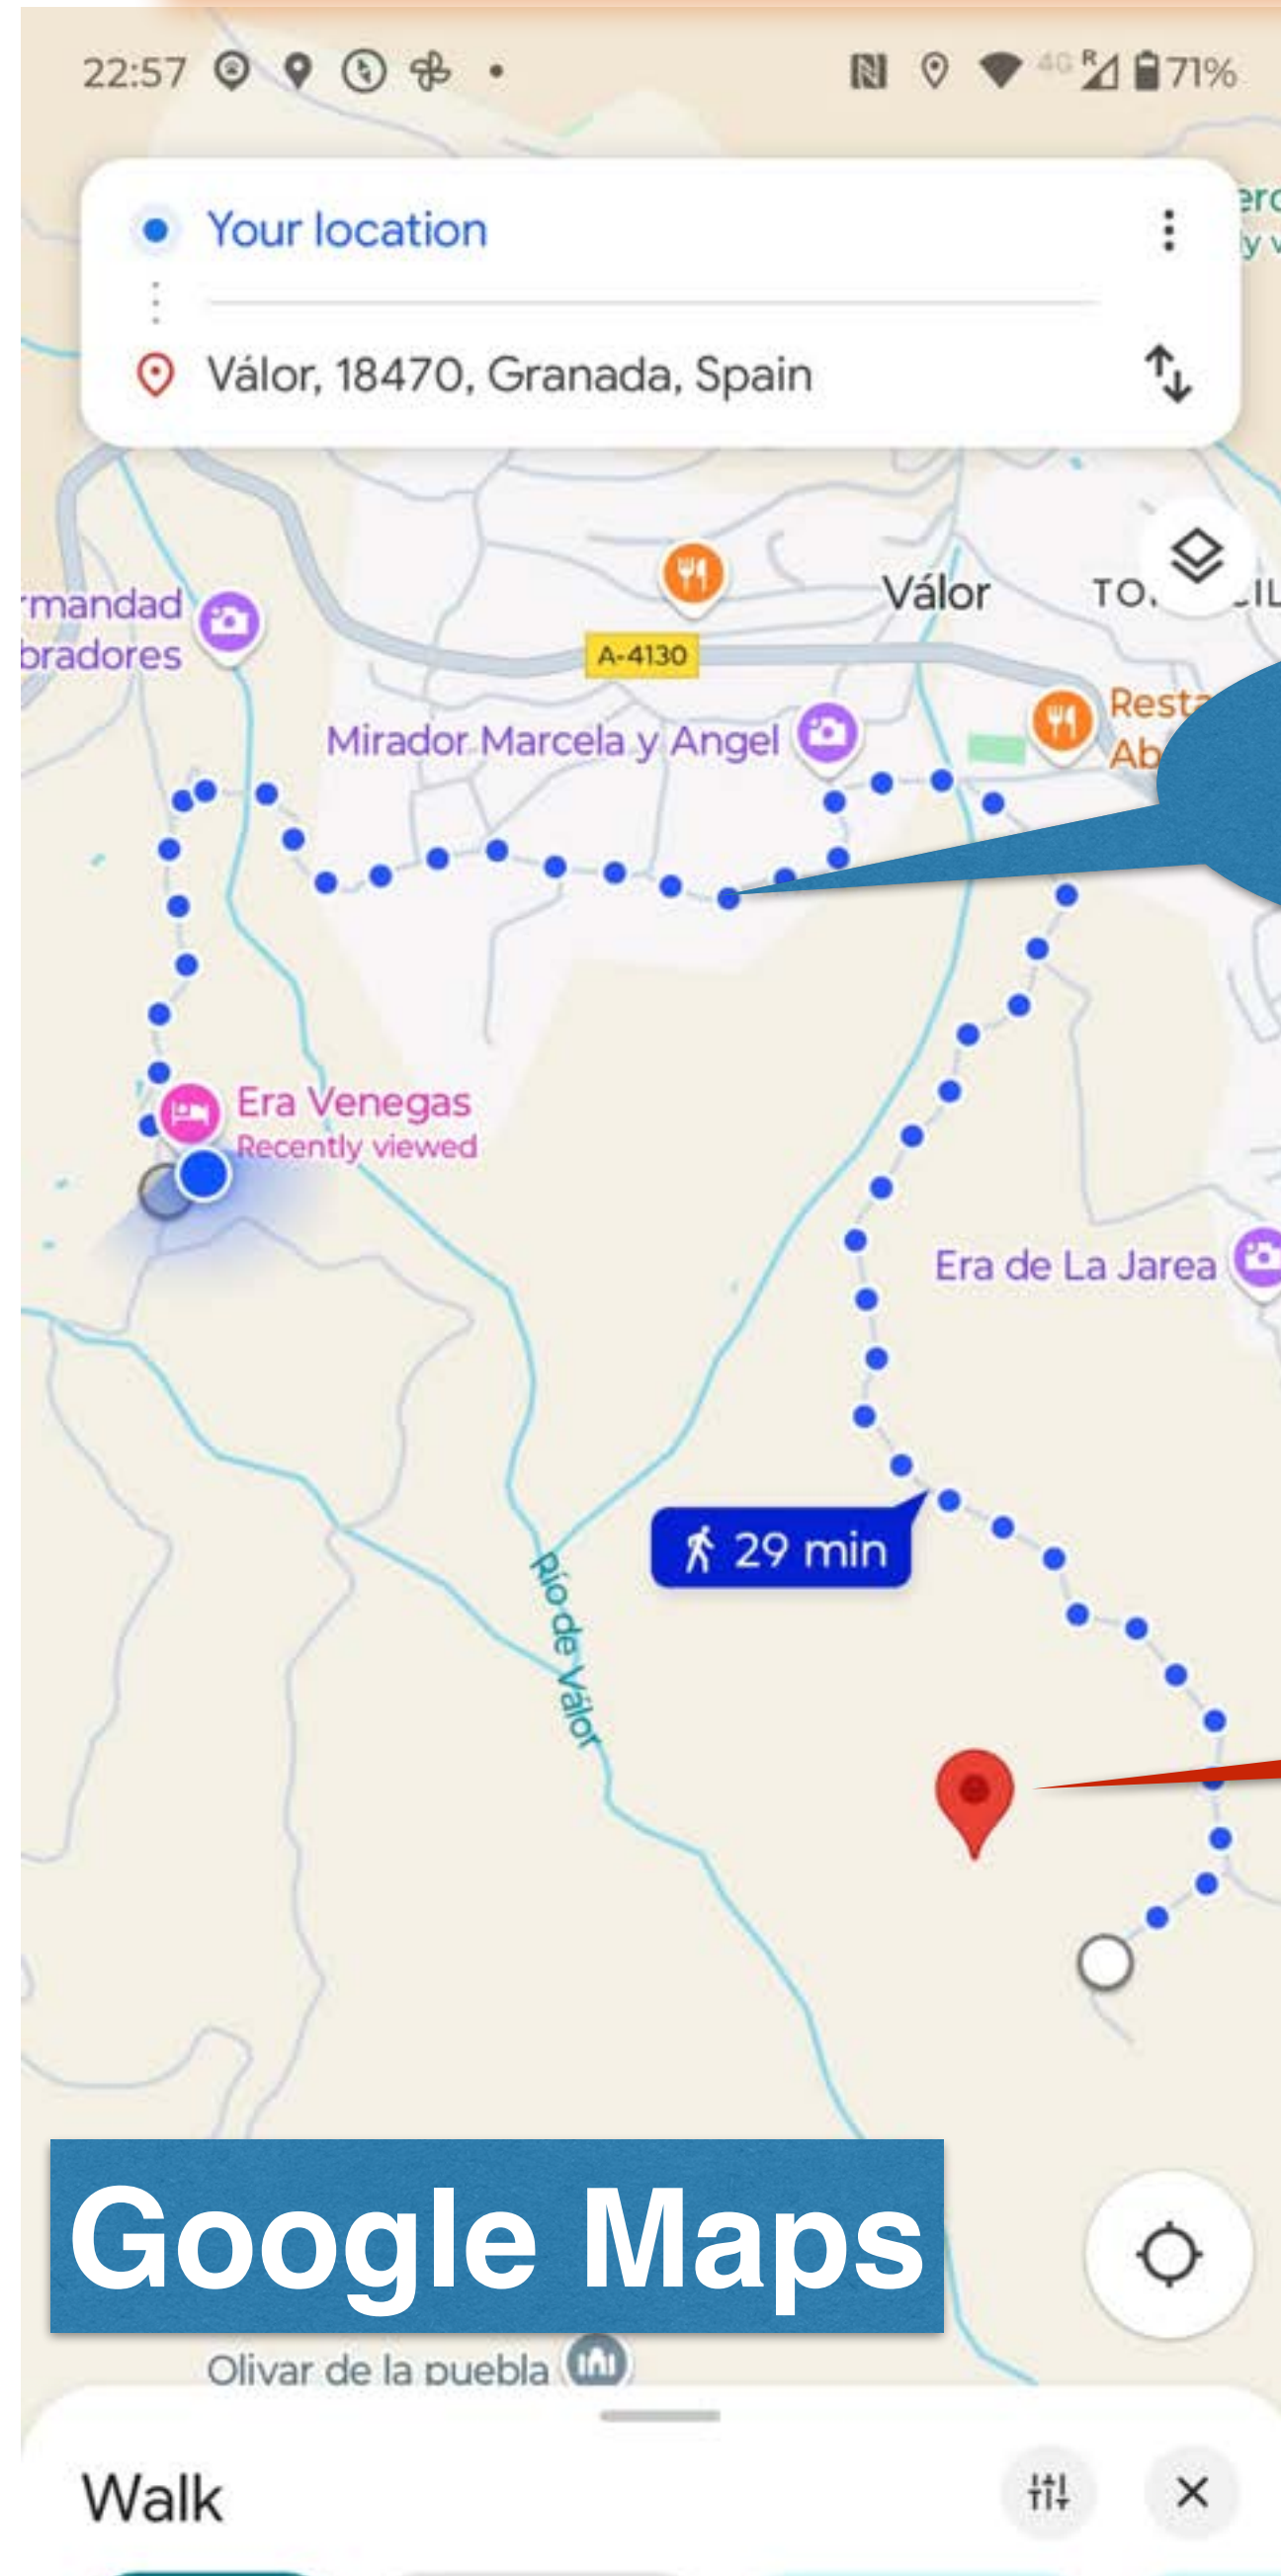 22:57
4G R 71%
Your location
Válor, 18470, Granada, Spain
Válor
A-4130
Mirador Marcela y Angel
Era Venegas
Recently viewed
Era de La Jarea
29 min
Río de Válor
Google Maps
Olivar de la puebla
Walk